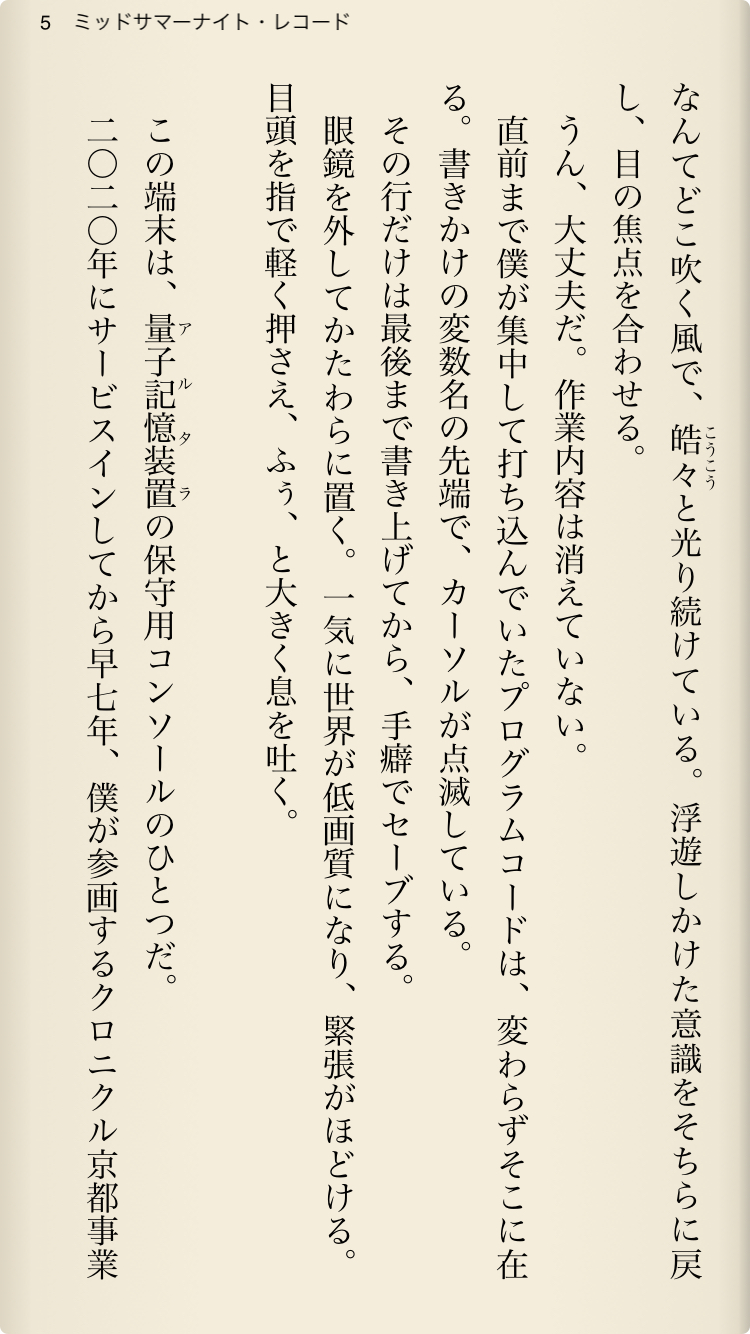 5 ミッドサマーナイト・レコード
なんてどこ吹く風で、皓々と光り続けている。浮遊しかけた意識をそちらに戻
こうこう
し、目の焦点を合わせる。
うん、大丈夫だ。作業内容は消えていない。
直前まで僕が集中して打ち込んでいたプログラムコードは、変わらずそこに在
る。書きかけの変数名の先端で、カーソルが点滅している。
その行だけは最後まで書き上げてから、手癖でセーブする。
眼鏡を外してかたわらに置く。一気に世界が低画質になり、緊張がほどける。
目頭を指で軽く押さえ、ふぅ、と大きく息を吐く。
この端末は、量子記憶装置の保守用コンソールのひとつだ。
アルタラ
二〇二〇年にサービスインしてから早七年、僕が参画するクロニクル京都事業